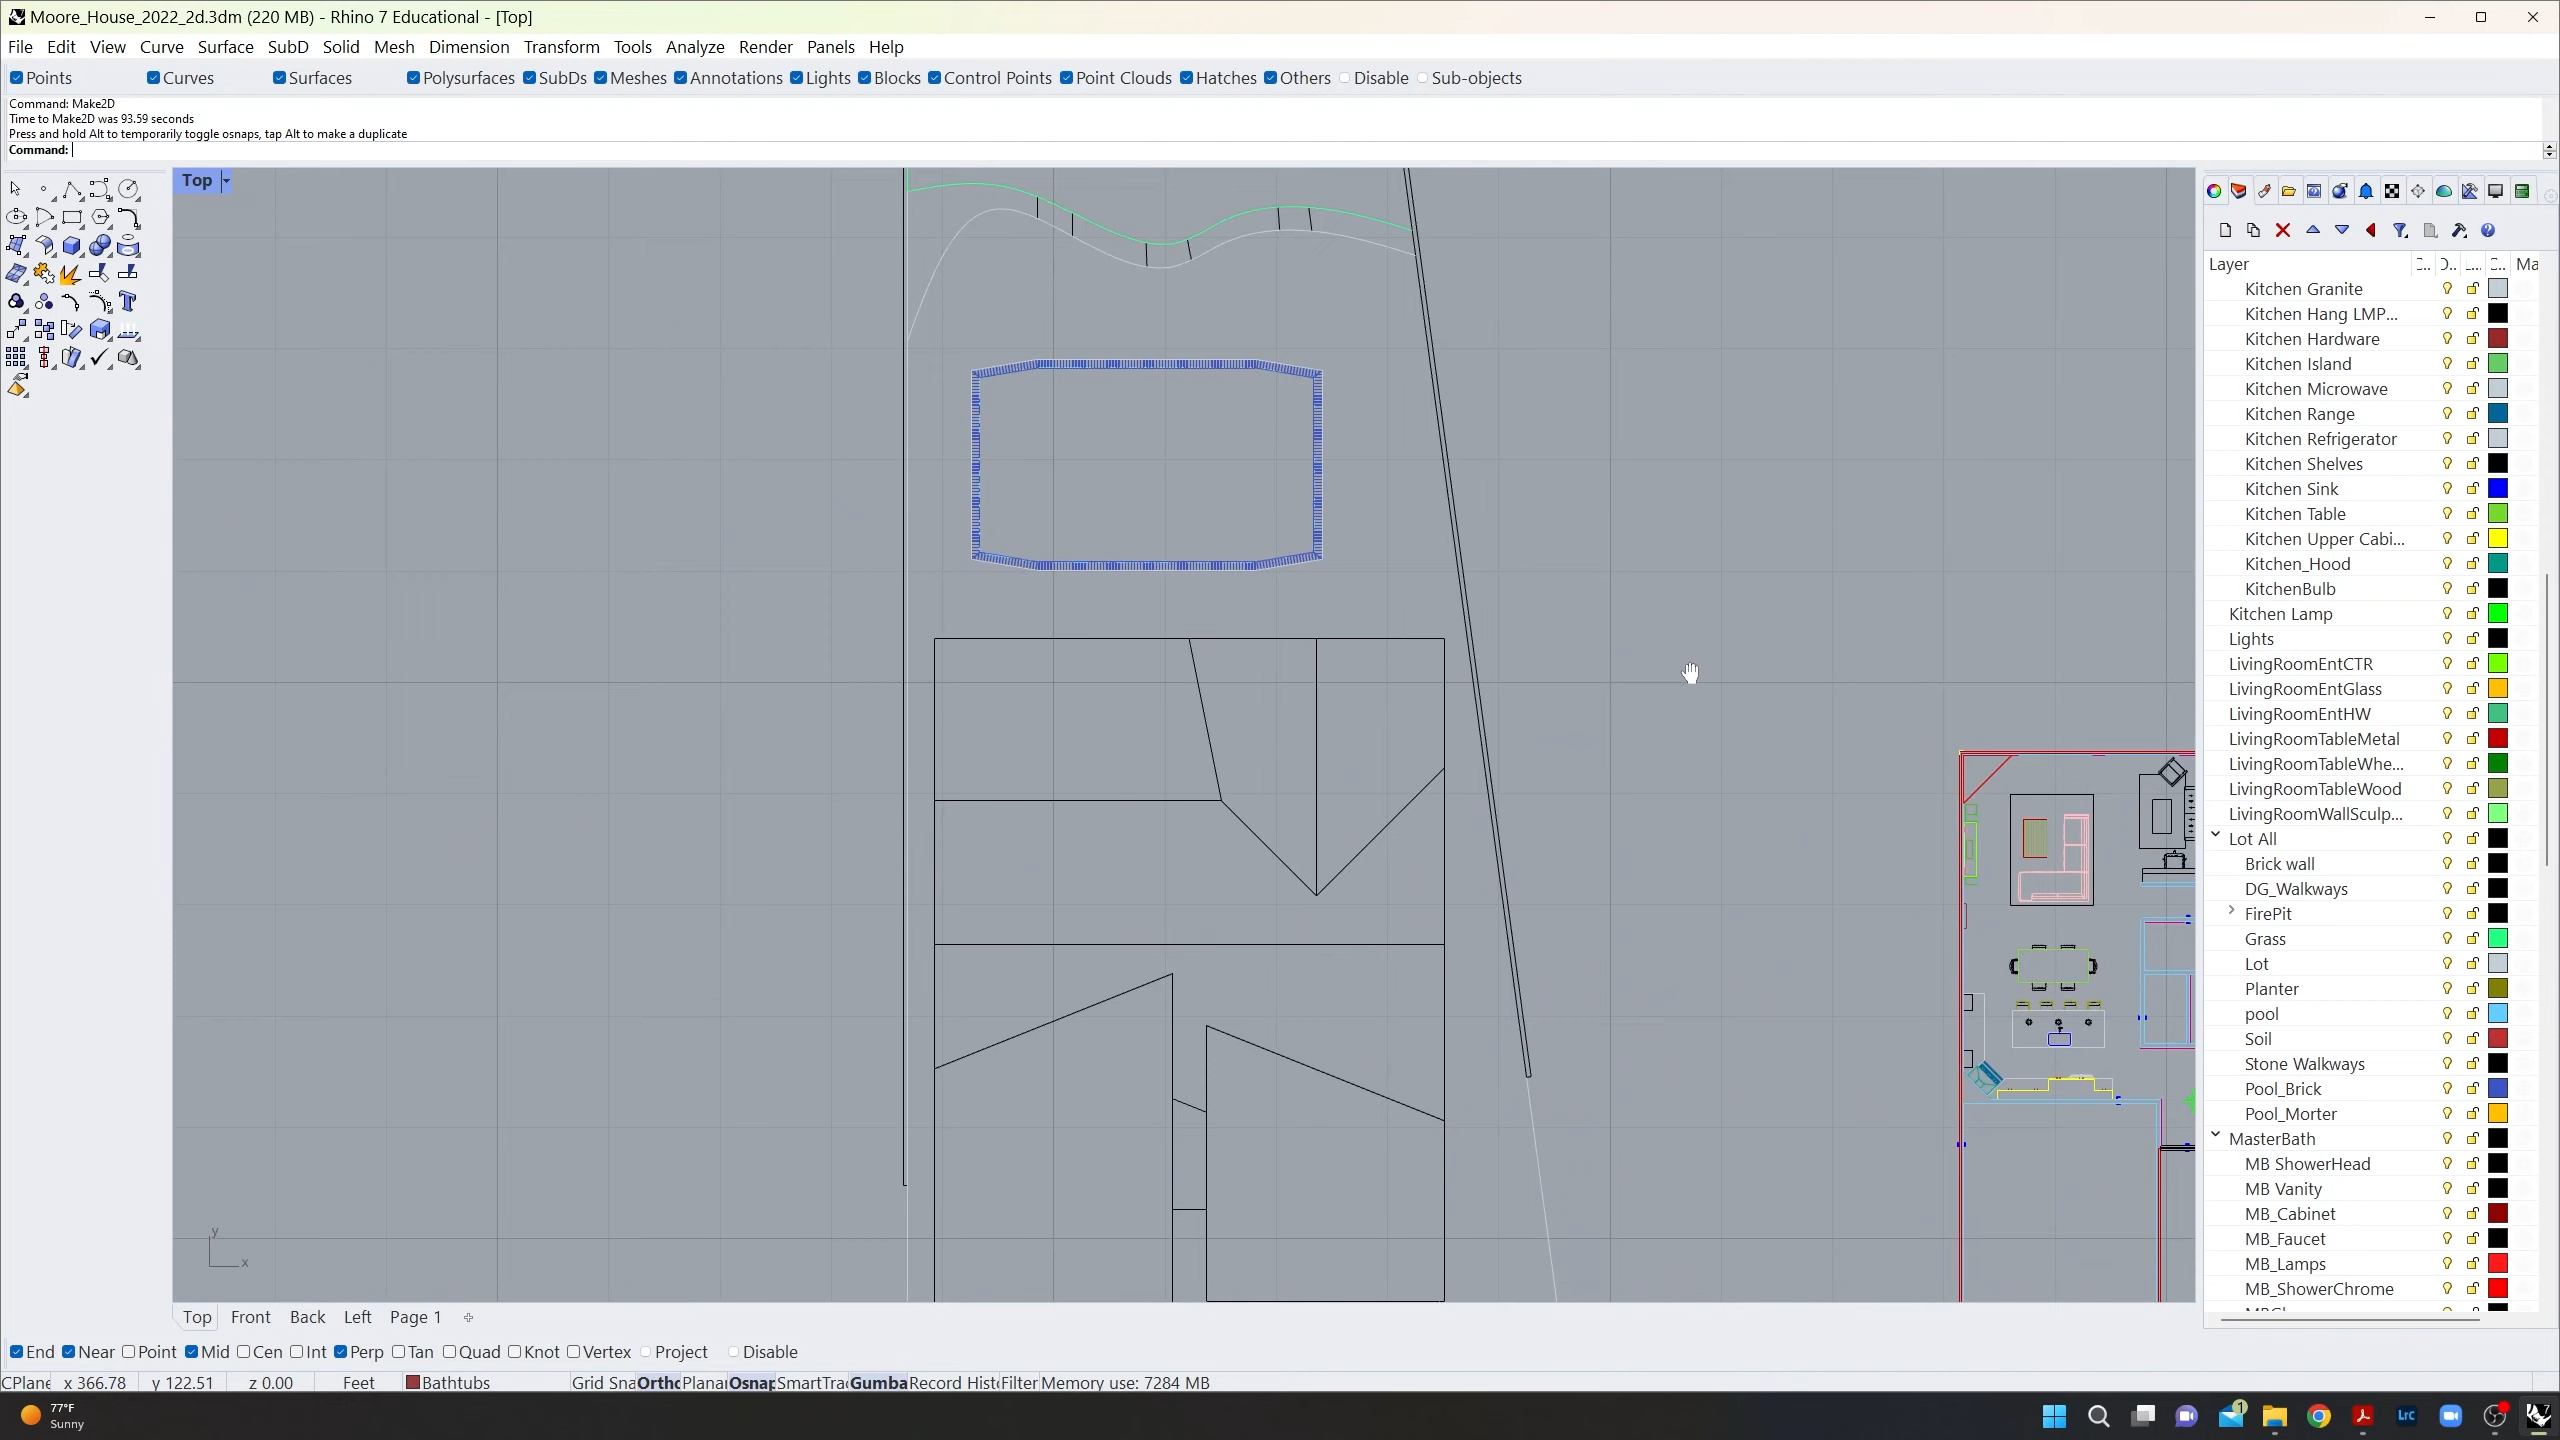 Moore_House_2022_2d.3dm (220 MB) - Rhino 7 Educational - [Top]
File Edit View Curve Surface SubD Solid Mesh Dimension Transform Tools Analyze Render Panels Help
Points Curves Surfaces Polysurfaces SubDs Meshes Annotations Lights Blocks Control Points Point Clouds Hatches Others Disable Sub-objects
Command: Make2D
Time to Make2D was 93.59 seconds
Press and hold Alt to temporarily toggle osnaps, tap Alt to make a duplicate
Command:
Top
Layer C.. D.. L... C.. Ma
Kitchen Granite
Kitchen Hang LMP...
Kitchen Hardware
Kitchen Island
Kitchen Microwave
Kitchen Range
Kitchen Refrigerator
Kitchen Shelves
Kitchen Sink
Kitchen Table
Kitchen Upper Cabi...
Kitchen_Hood
KitchenBulb
Kitchen Lamp
Lights
LivingRoomEntCTR
LivingRoomEntGlass
LivingRoomEntHW
LivingRoomTableMetal
LivingRoomTableWhe...
LivingRoomTableWood
LivingRoomWallSculp...
Lot All
Brick wall
DG_Walkways
FirePit
Grass
Lot
Planter
pool
Soil
Stone Walkways
Pool_Brick
Pool_Morter
MasterBath
MB ShowerHead
MB Vanity
MB_Cabinet
MB_Faucet
MB_Lamps
MB_ShowerChrome
y
x
Top Front Back Left Page 1
End Near Point Mid Cen Int Perp Tan Quad Knot Vertex Project Disable
CPlane x 366.78 y 122.51 z 0.00 Feet Bathtubs Grid Sna Ortho Planar Osnap SmartTra Gumba Record Histo Filter Memory use: 7284 MB
77°F
Sunny
1
LrC